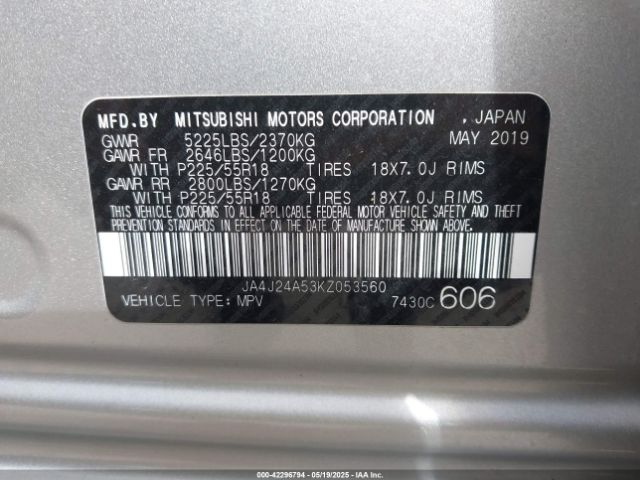 MFD.BY MITSUBISHI MOTORS CORPORATION , JAPAN
GVWR 5225LBS/2370KG MAY 2019
GAWR FR 2646LBS/1200KG
WITH P225/55R18 TIRES 18X7.0J RIMS
GAWR RR 2800LBS/1270KG
WITH P225/55R18 TIRES 18X7.0J RIMS
THIS VEHICLE CONFORMS TO ALL APPLICABLE FEDERAL MOTOR VEHICLE SAFETY AND THEFT
PREVENTION STANDARDS IN EFFECT ON THE DATE OF MANUFACTURE SHOWN ABOVE.
JA4J24A53KZ053560
VEHICLE TYPE: MPV 7430C 606
000-42296794 - 05/19/2025 - IAAI